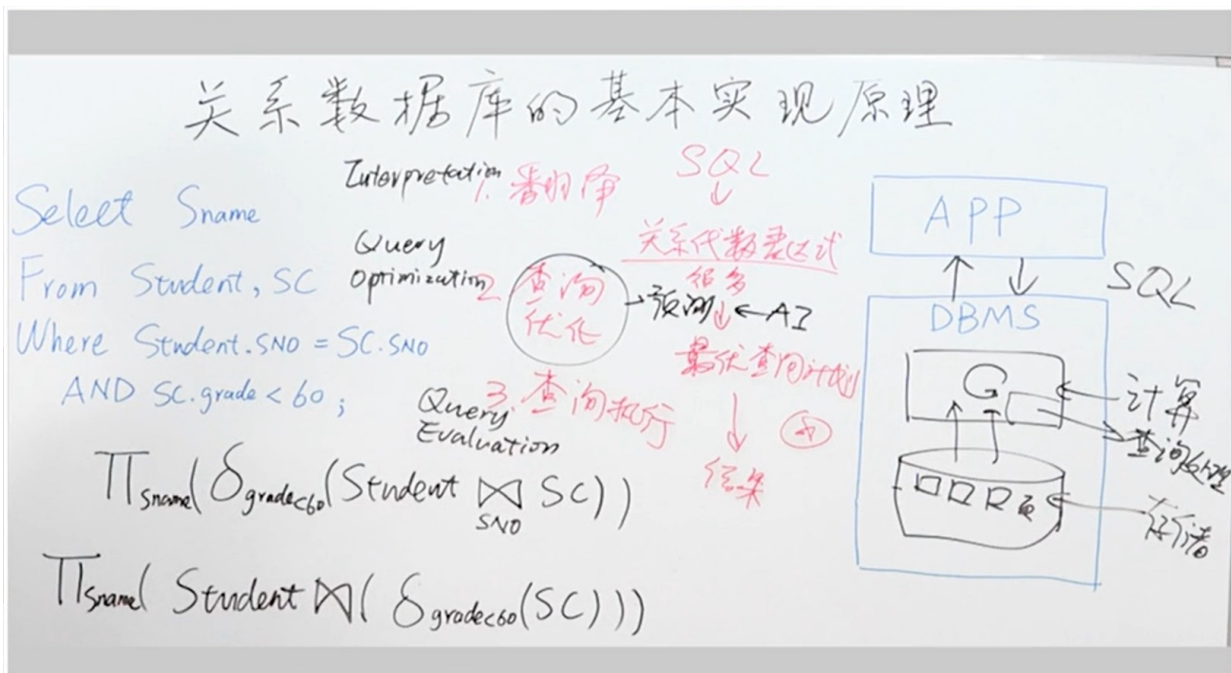 关系数据库的基本实现原理
Select Sname
From Student, SC
Where Student.SNO = SC.SNO
AND SC.grade < 60 ;
∏Sname(δgrade<60(Student ⋈ SC))
SNO
∏Sname( Student ⋈ ( δgrade<60(SC)))
Interpretation
1.
Query
Optimization
2 查询
优化
Query
Evaluation
3. 查询执行
SQL
↓
关系代数表达式
很多
→ 预测 ↓ ← AI
最优查询计划
↓
结果
APP
SQL
DBMS
G
计算
查询处理
页
存储